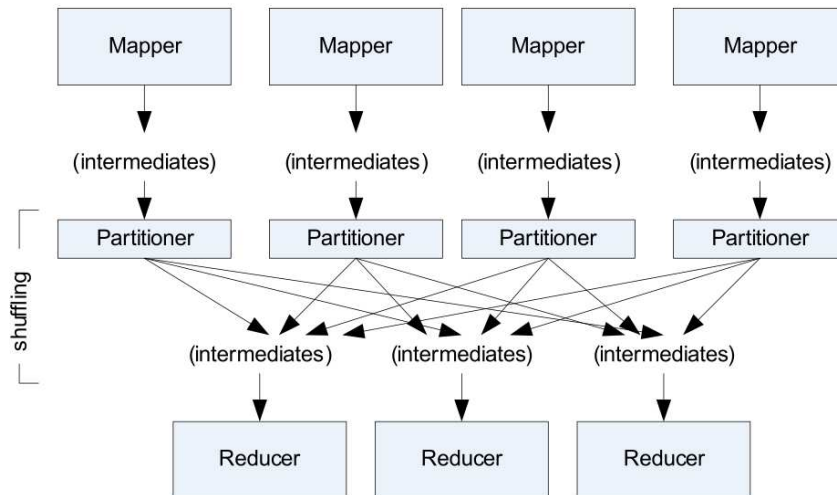 Mapper Mapper Mapper Mapper
(intermediates) (intermediates) (intermediates) (intermediates)
Partitioner Partitioner Partitioner Partitioner
shuffling
(intermediates) (intermediates) (intermediates)
Reducer Reducer Reducer